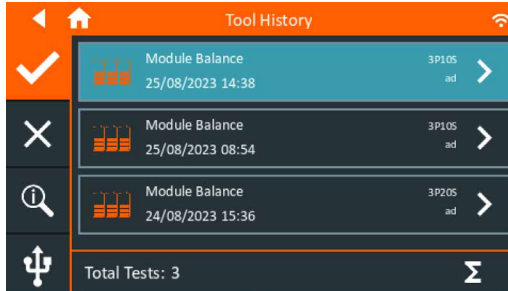 Tool History
Module Balance 3P10S
25/08/2023 14:38 ad
Module Balance 3P10S
25/08/2023 08:54 ad
Module Balance 3P20S
24/08/2023 15:36 ad
Total Tests: 3 Σ